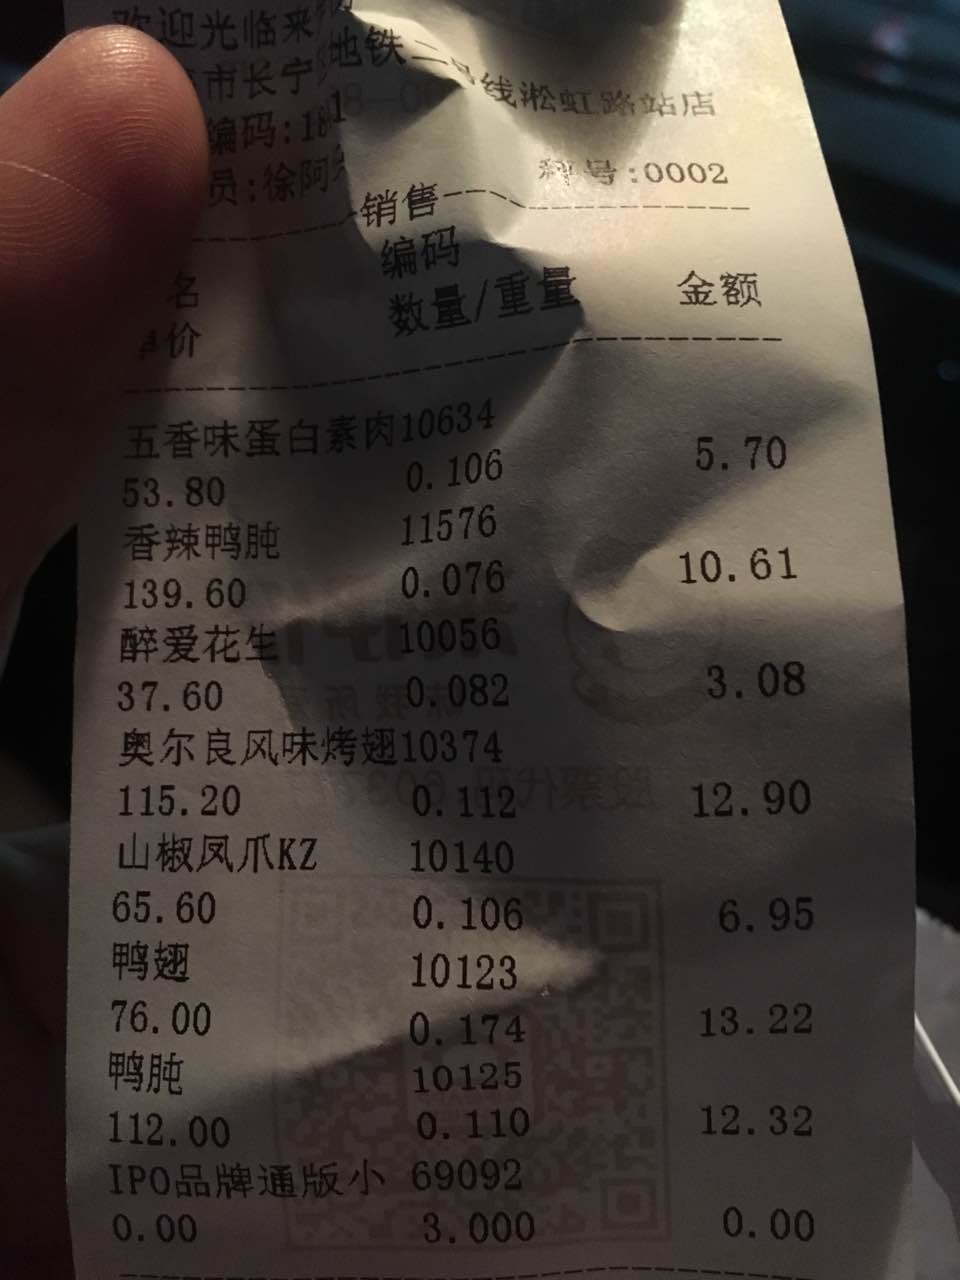 欢迎光临来
市长宁 地铁二号线淞虹路站店
编码:18
员:徐阿 号:0002
销售
名 编码
价 数量/重量 金额
五香味蛋白素肉10634
53.80 0.106 5.70
香辣鸭肫 11576
139.60 0.076 10.61
醉爱花生 10056
37.60 0.082 3.08
奥尔良风味烤翅10374
115.20 0.112 12.90
山椒凤爪KZ 10140
65.60 0.106 6.95
鸭翅 10123
76.00 0.174 13.22
鸭肫 10125
112.00 0.110 12.32
IPO品牌通版小 69092
0.00 3.000 0.00